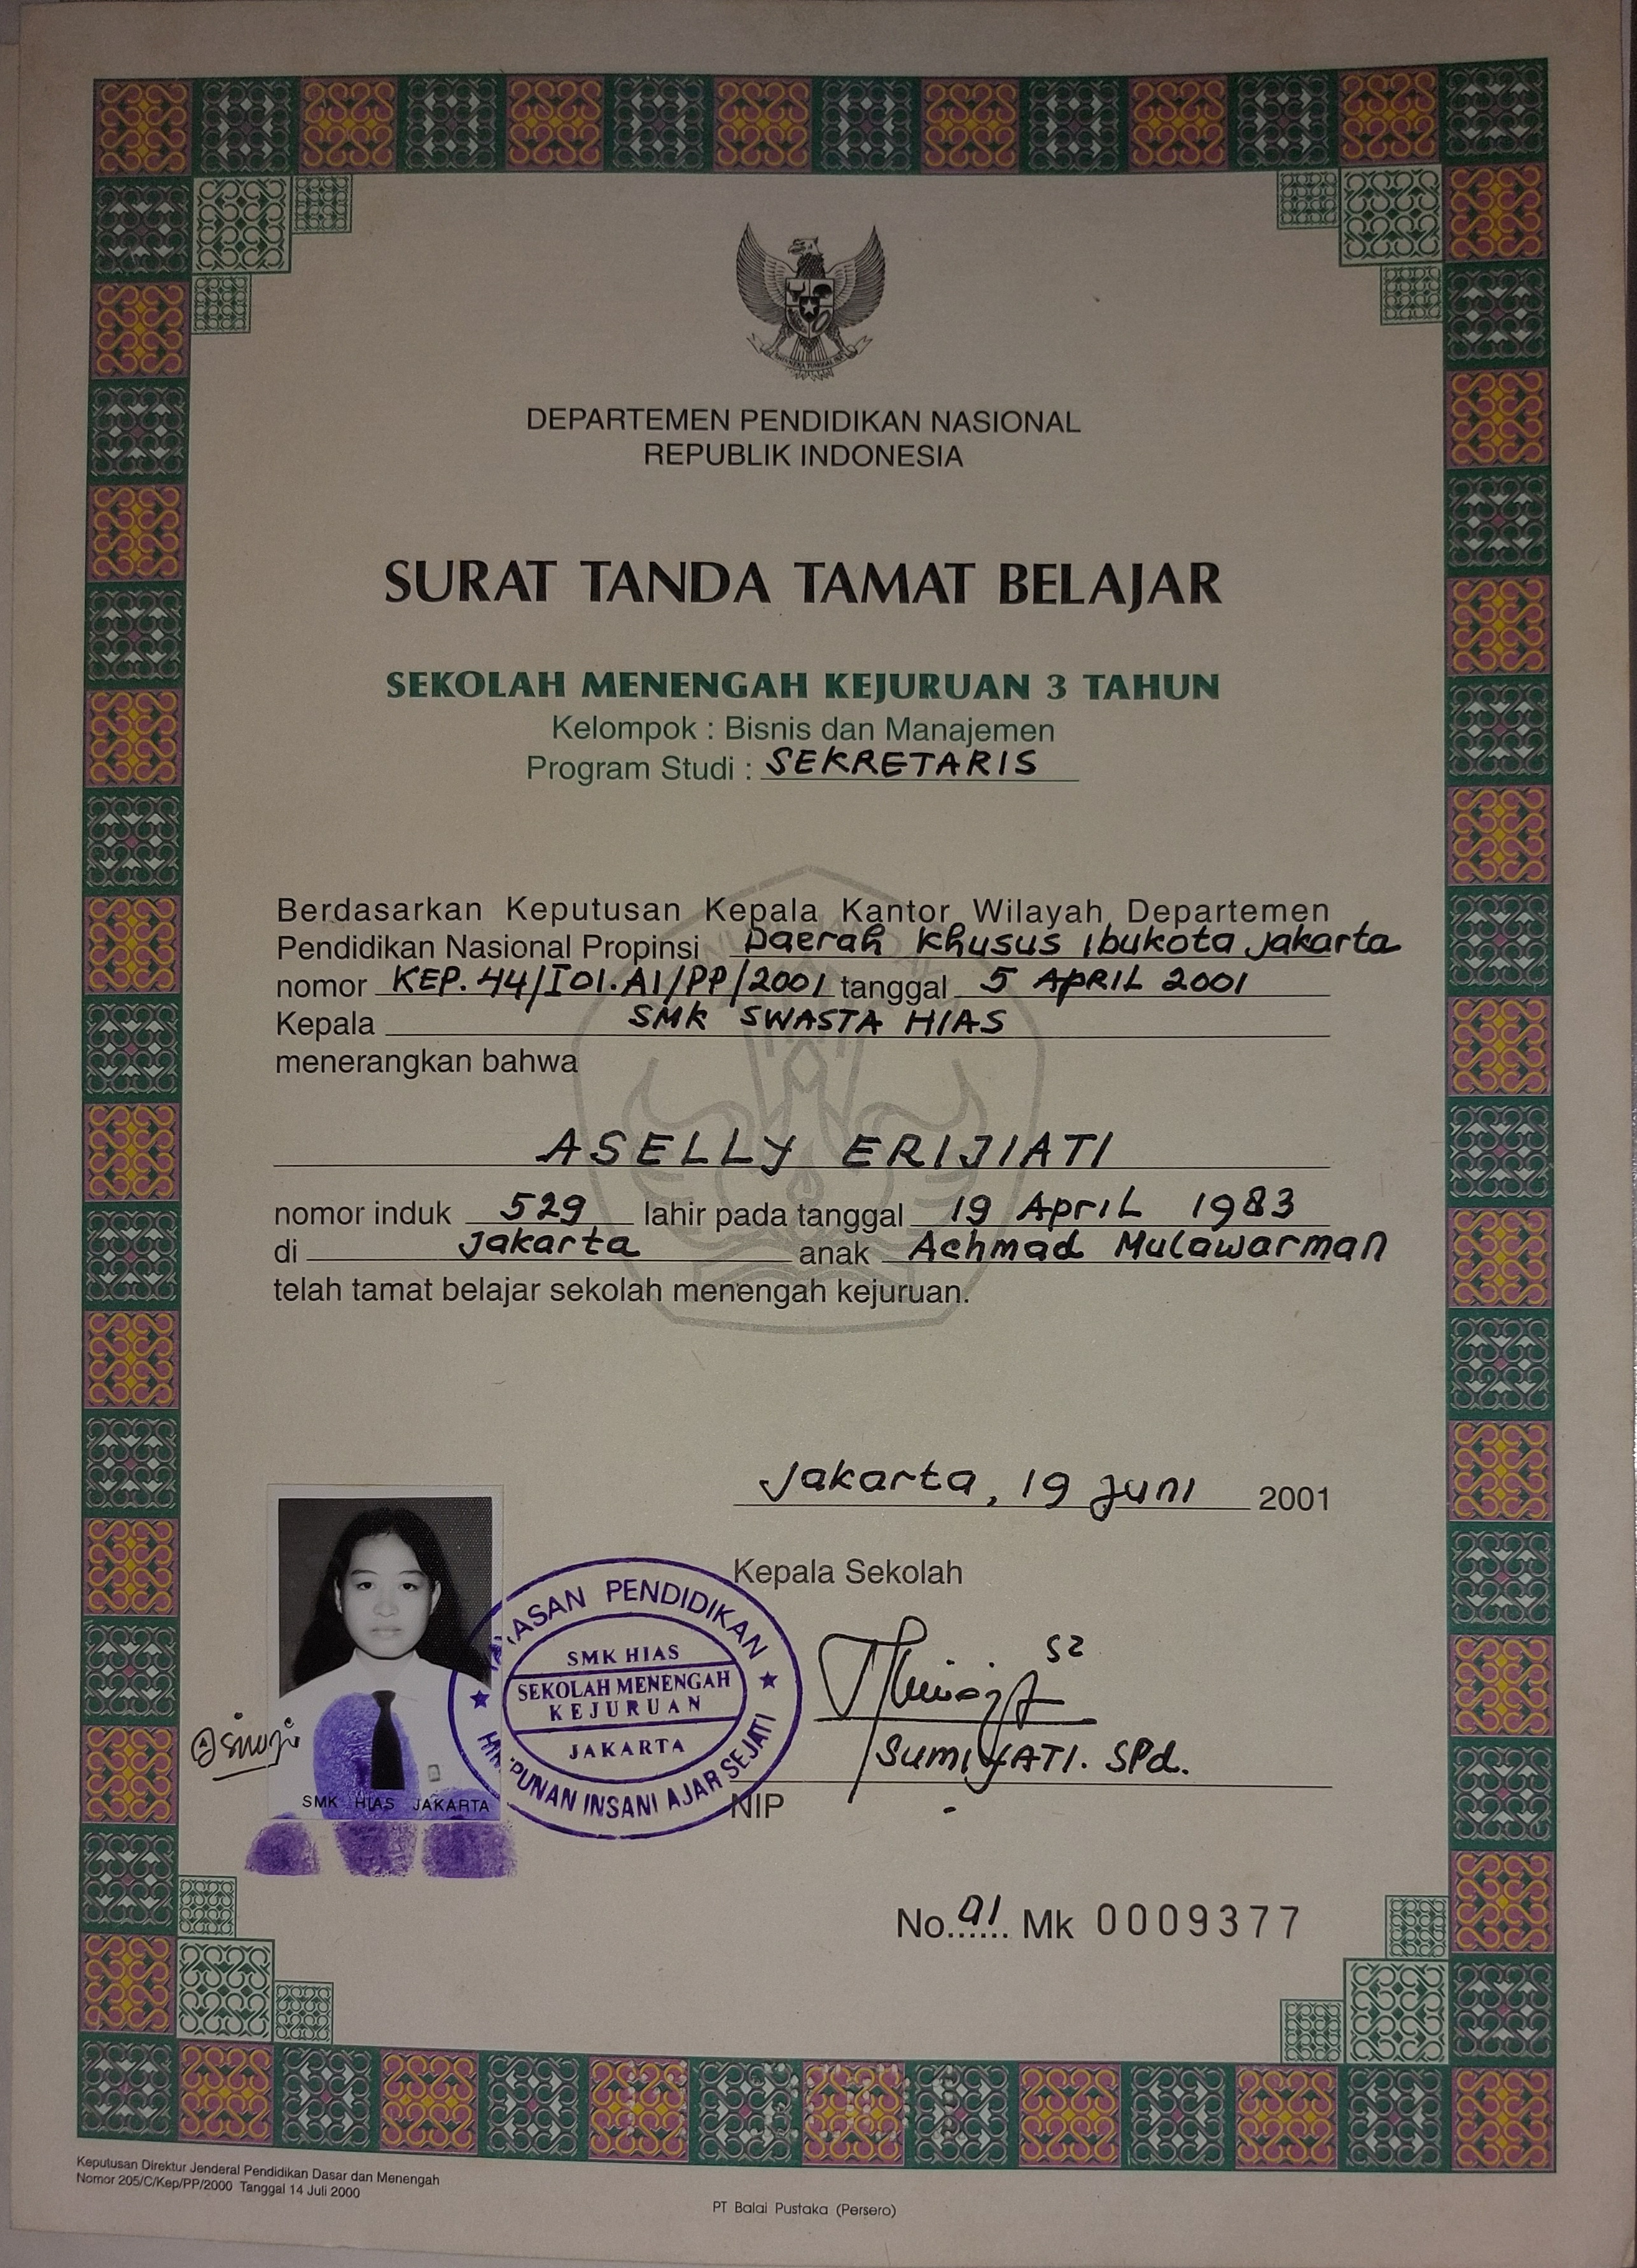 DEPARTEMEN PENDIDIKAN NASIONAL
REPUBLIK INDONESIA
SURAT TANDA TAMAT BELAJAR
SEKOLAH MENENGAH KEJURUAN 3 TAHUN
Kelompok : Bisnis dan Manajemen
Program Studi : SEKRETARIS
Berdasarkan Keputusan Kepala Kantor Wilayah Departemen
Pendidikan Nasional Propinsi Daerah Khusus Ibukota Jakarta
nomor KEP.44/I01.A1/PP/2001 tanggal 5 APRIL 2001
Kepala SMK SWASTA HIAS
menerangkan bahwa
ASELLY ERIJIATI
nomor induk 529 lahir pada tanggal 19 April 1983
di Jakarta anak Achmad Mulawarman
telah tamat belajar sekolah menengah kejuruan.
Jakarta, 19 Juni 2001
Kepala Sekolah
YAYASAN PENDIDIKAN
SMK HIAS
SEKOLAH MENENGAH
KEJURUAN
JAKARTA
HIMPUNAN INSANI AJAR SEJATI
SUMIYATI. SPd.
NIP -
SMK HIAS JAKARTA
No. 01 Mk 0009377
Keputusan Direktur Jenderal Pendidikan Dasar dan Menengah
Nomor 205/C/Kep/PP/2000 Tanggal 14 Juli 2000
PT Balai Pustaka (Persero)